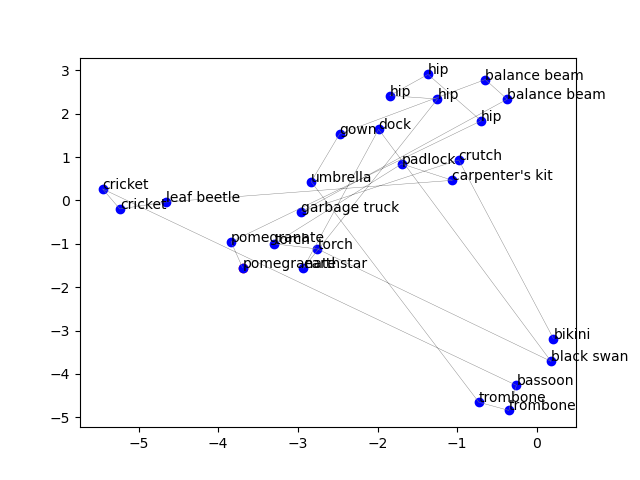 hip
balance beam
hip
hip
balance beam
hip
gown
dock
padlock
crutch
carpenter's kit
umbrella
cricket
cricket
leaf beetle
garbage truck
pomegranate
torch
torch
pomegranate
earthstar
bikini
black swan
bassoon
trombone
trombone
3
2
1
0
−1
−2
−3
−4
−5
−5 −4 −3 −2 −1 0